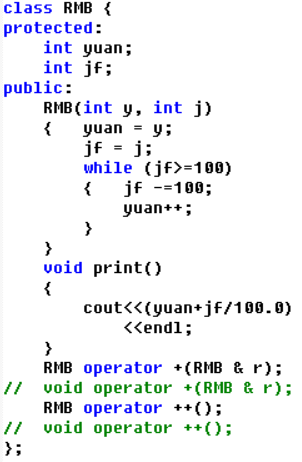 class RMB {
protected:
    int yuan;
    int jf;
public:
    RMB(int y, int j)
    {   yuan = y;
        jf = j;
        while (jf>=100)
        {   jf -=100;
            yuan++;
        }
    }
    void print()
    {
        cout<<(yuan+jf/100.0)
            <<endl;
    }
    RMB operator +(RMB & r);
//  void operator +(RMB & r);
    RMB operator ++();
//  void operator ++();
};